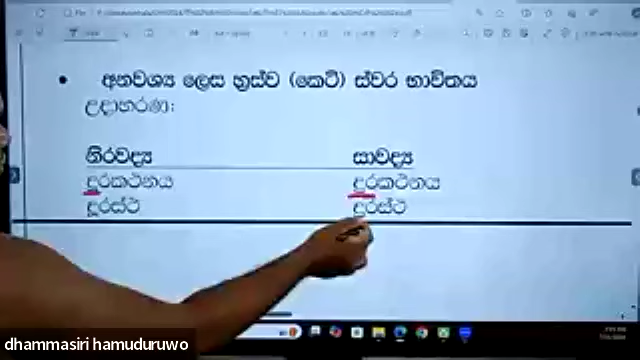 • අනවශ්‍ය ලෙස හ්‍රස්ව (කෙටි) ස්වර භාවිතය
උදාහරණ:
නිරවද්‍ය සාවද්‍ය
දූරකථනය දුරකථනය
දූරස්ථ දුරස්ථ
dhammasiri hamuduruwo